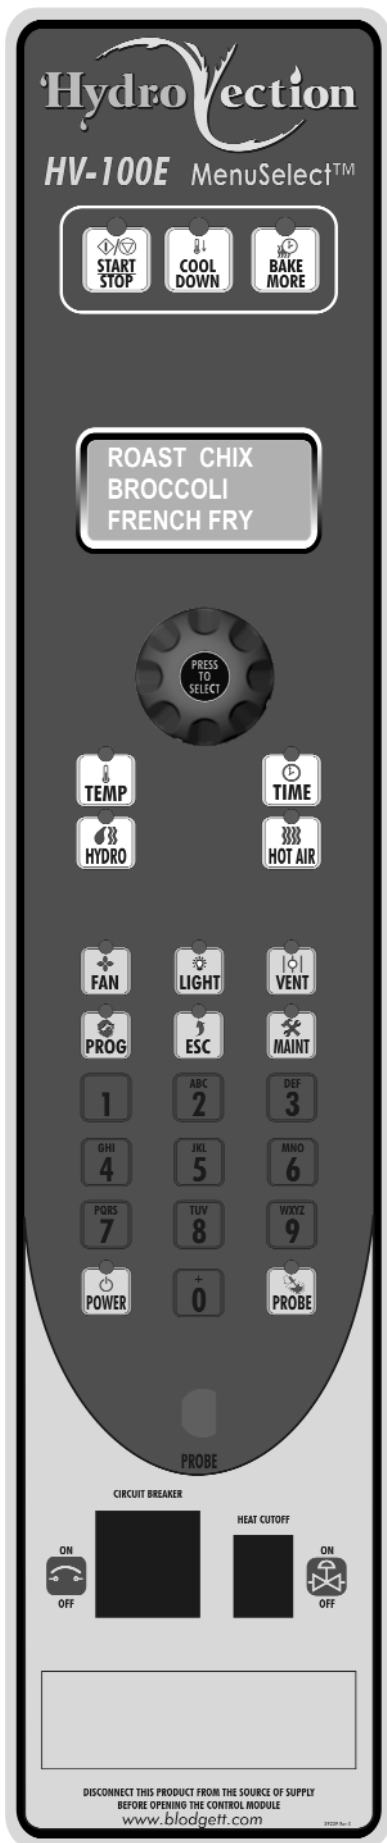 HydroVection
HV-100E MenuSelect™
START
STOP
COOL
DOWN
BAKE
MORE
ROAST CHIX
BROCCOLI
FRENCH FRY
PRESS
TO
SELECT
TEMP
TIME
HYDRO
HOT AIR
FAN
LIGHT
VENT
PROG
ESC
MAINT
1
ABC
2
DEF
3
GHI
4
JKL
5
MNO
6
PQRS
7
TUV
8
WXYZ
9
POWER
+
0
PROBE
PROBE
CIRCUIT BREAKER
HEAT CUTOFF
ON
OFF
ON
OFF
DISCONNECT THIS PRODUCT FROM THE SOURCE OF SUPPLY
BEFORE OPENING THE CONTROL MODULE
www.blodgett.com